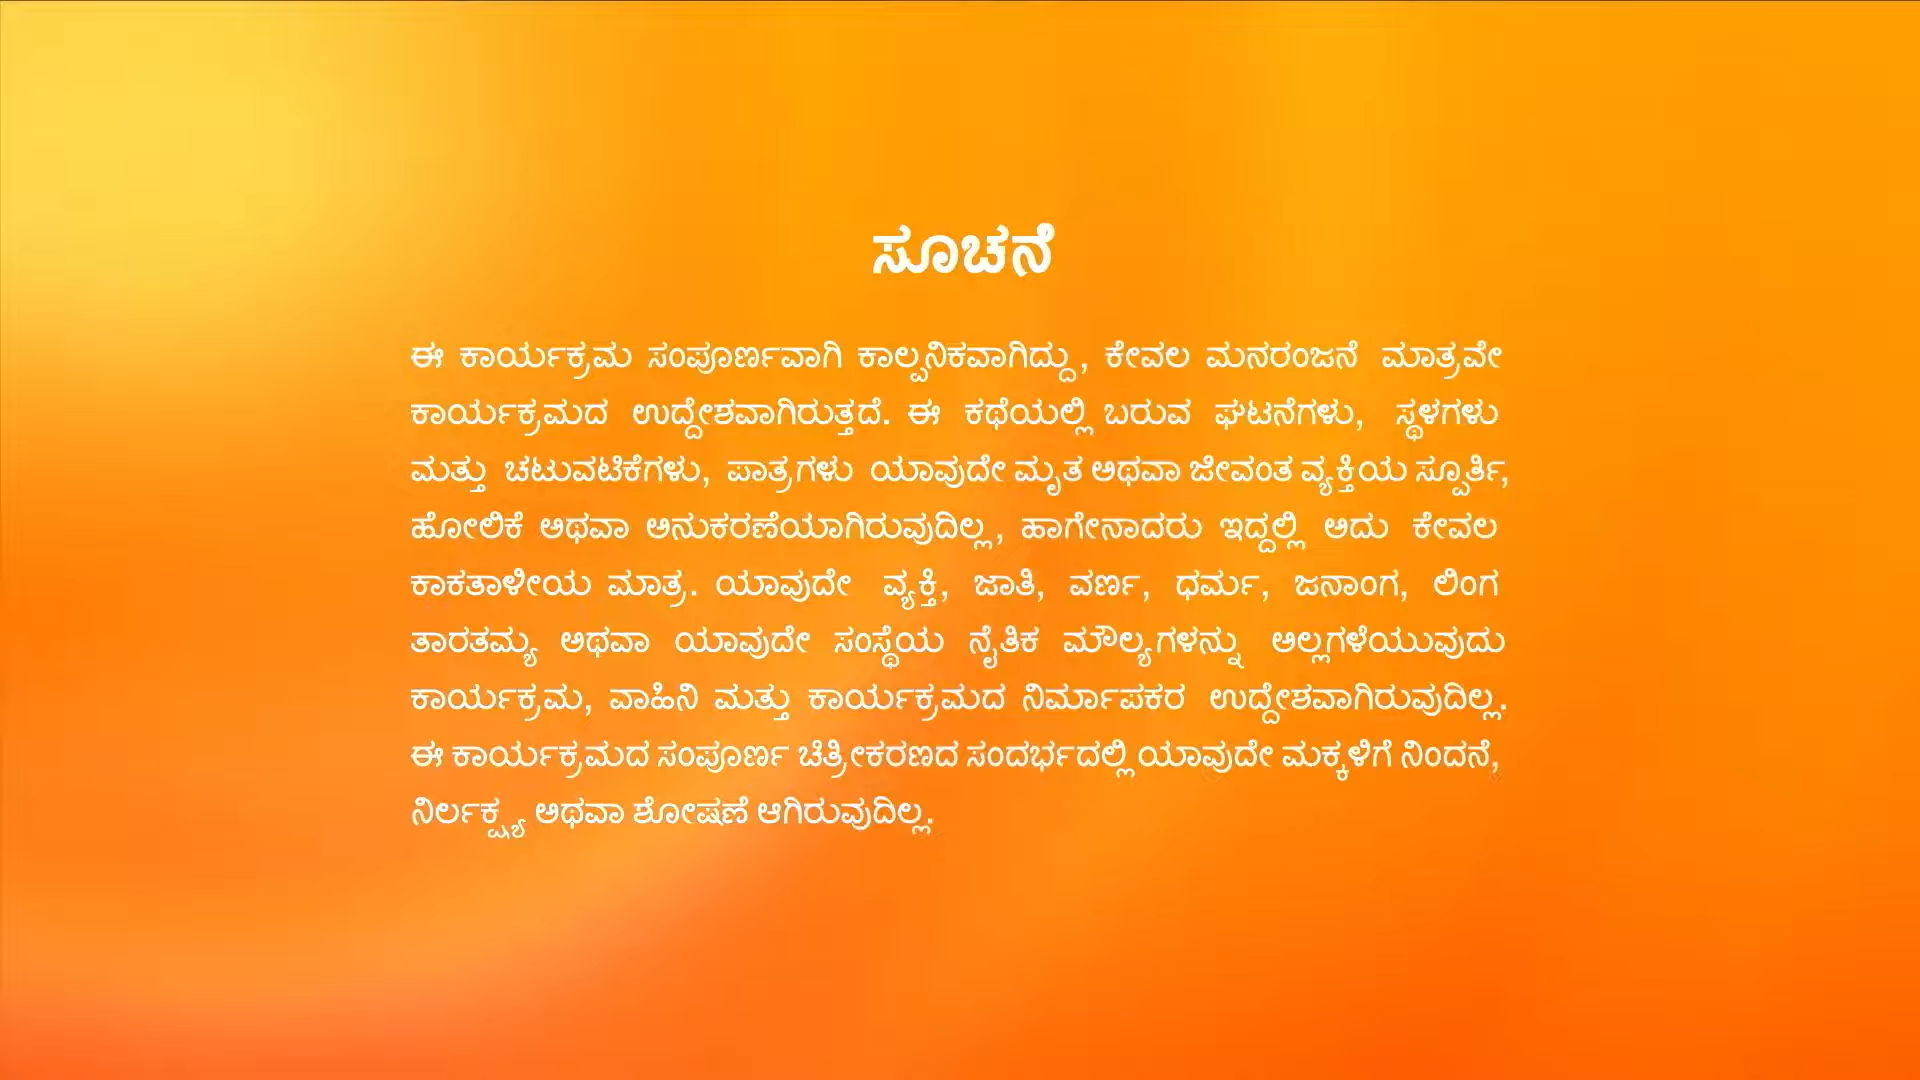 ಸೂಚನೆ
ಈ ಕಾರ್ಯಕ್ರಮ ಸಂಪೂರ್ಣವಾಗಿ ಕಾಲ್ಪನಿಕವಾಗಿದ್ದು, ಕೇವಲ ಮನರಂಜನೆ ಮಾತ್ರವೇ
ಕಾರ್ಯಕ್ರಮದ ಉದ್ದೇಶವಾಗಿರುತ್ತದೆ. ಈ ಕಥೆಯಲ್ಲಿ ಬರುವ ಘಟನೆಗಳು, ಸ್ಥಳಗಳು
ಮತ್ತು ಚಟುವಟಿಕೆಗಳು, ಪಾತ್ರಗಳು ಯಾವುದೇ ಮೃತ ಅಥವಾ ಜೀವಂತ ವ್ಯಕ್ತಿಯ ಸ್ಪೂರ್ತಿ,
ಹೋಲಿಕೆ ಅಥವಾ ಅನುಕರಣೆಯಾಗಿರುವುದಿಲ್ಲ, ಹಾಗೇನಾದರು ಇದ್ದಲ್ಲಿ ಅದು ಕೇವಲ
ಕಾಕತಾಳೀಯ ಮಾತ್ರ. ಯಾವುದೇ ವ್ಯಕ್ತಿ, ಜಾತಿ, ವರ್ಣ, ಧರ್ಮ, ಜನಾಂಗ, ಲಿಂಗ
ತಾರತಮ್ಯ ಅಥವಾ ಯಾವುದೇ ಸಂಸ್ಥೆಯ ನೈತಿಕ ಮೌಲ್ಯಗಳನ್ನು ಅಲ್ಲಗಳೆಯುವುದು
ಕಾರ್ಯಕ್ರಮ, ವಾಹಿನಿ ಮತ್ತು ಕಾರ್ಯಕ್ರಮದ ನಿರ್ಮಾಪಕರ ಉದ್ದೇಶವಾಗಿರುವುದಿಲ್ಲ.
ಈ ಕಾರ್ಯಕ್ರಮದ ಸಂಪೂರ್ಣ ಚಿತ್ರೀಕರಣದ ಸಂದರ್ಭದಲ್ಲಿ ಯಾವುದೇ ಮಕ್ಕಳಿಗೆ ನಿಂದನೆ,
ನಿರ್ಲಕ್ಷ್ಯ ಅಥವಾ ಶೋಷಣೆ ಆಗಿರುವುದಿಲ್ಲ.